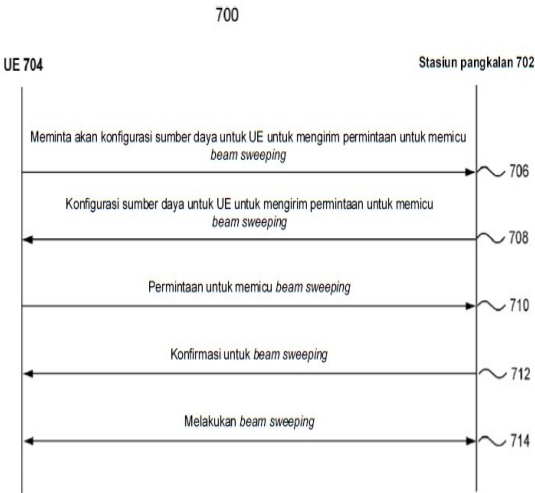 700
UE 704
Stasiun pangkalan 702
Meminta akan konfigurasi sumber daya untuk UE untuk mengirim permintaan untuk memicu
beam sweeping
706
Konfigurasi sumber daya untuk UE untuk mengirim permintaan untuk memicu
beam sweeping
708
Permintaan untuk memicu beam sweeping
710
Konfirmasi untuk beam sweeping
712
Melakukan beam sweeping
714